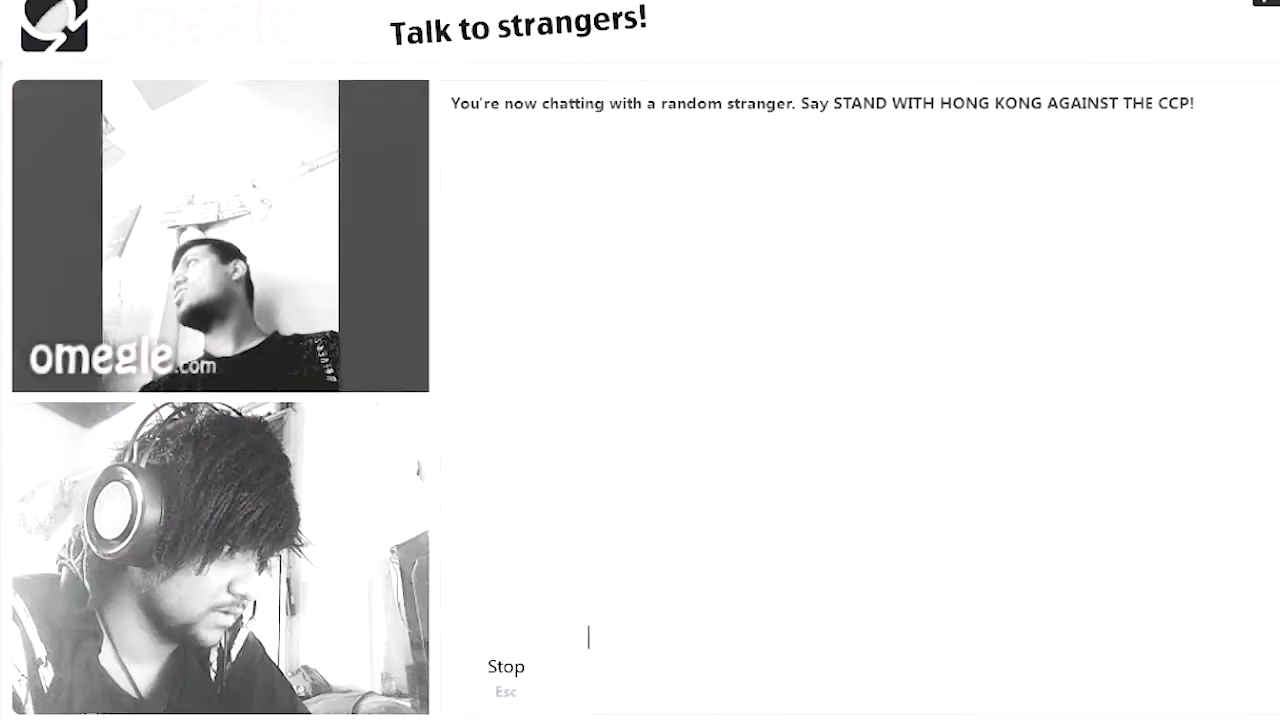 omegle
Talk to strangers!
You're now chatting with a random stranger. Say STAND WITH HONG KONG AGAINST THE CCP!
omegle.com
Stop
Esc